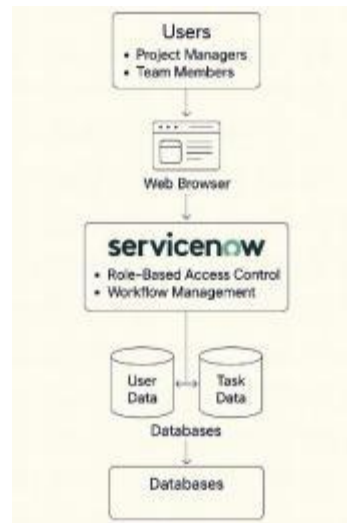 Users
• Project Managers
• Team Members
Web Browser
servicenow
• Role-Based Access Control
• Workflow Management
User Data
Task Data
Databases
Databases